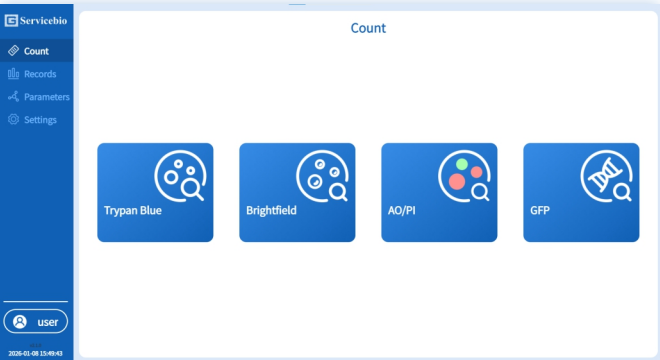 Servicebio
Count
Records
Parameters
Settings
user
2026-01-08 15:49:43
Count
Trypan Blue
Brightfield
AO/PI
GFP